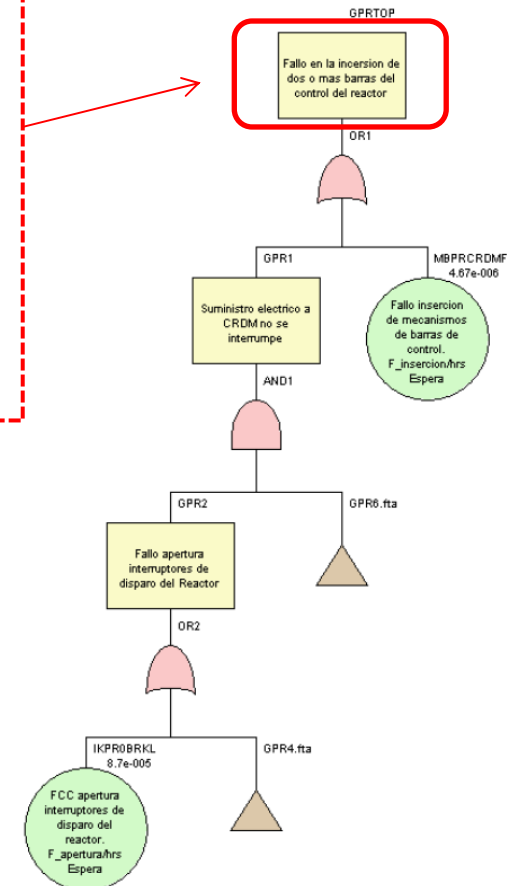 GPRTOP
Fallo en la incersion de
dos o mas barras del
control del reactor
OR1
GPR1
MBPRCRDMF
4.67e-006
Suministro electrico a
CRDM no se
interrumpe
Fallo insercion
de mecanismos
de barras de
control.
F_insercion/hrs
Espera
AND1
GPR2
GPR6.fta
Fallo apertura
interruptores de
disparo del Reactor
OR2
IKPR0BRKL
8.7e-005
GPR4.fta
FCC apertura
interruptores de
disparo del
reactor.
F_apertura/hrs
Espera